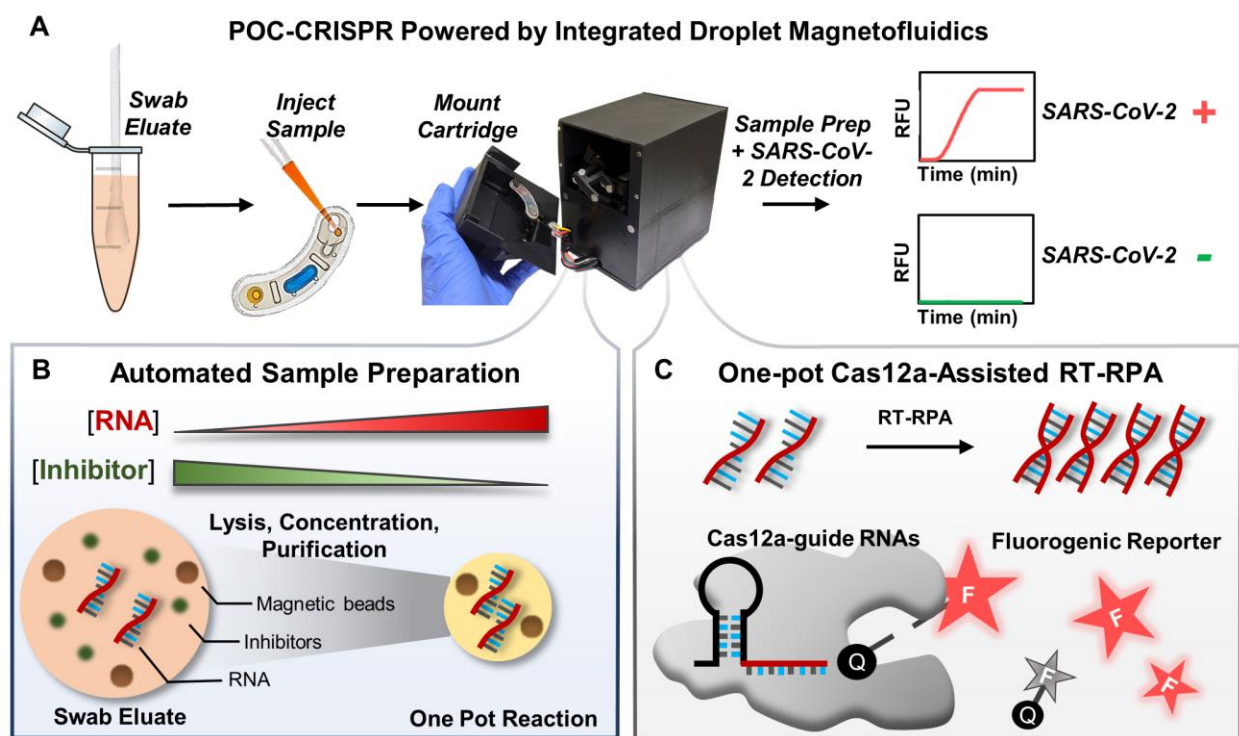 A
POC-CRISPR Powered by Integrated Droplet Magnetofluidics
Swab
Eluate
Inject
Sample
Mount
Cartridge
Sample Prep
+ SARS-CoV-
2 Detection
RFU
Time (min)
SARS-CoV-2 +
RFU
Time (min)
SARS-CoV-2 -
B
Automated Sample Preparation
[RNA]
[Inhibitor]
Lysis, Concentration,
Purification
Magnetic beads
Inhibitors
RNA
Swab Eluate
One Pot Reaction
C
One-pot Cas12a-Assisted RT-RPA
RT-RPA
Cas12a-guide RNAs
Fluorogenic Reporter
F
F
Q
F
Q
F